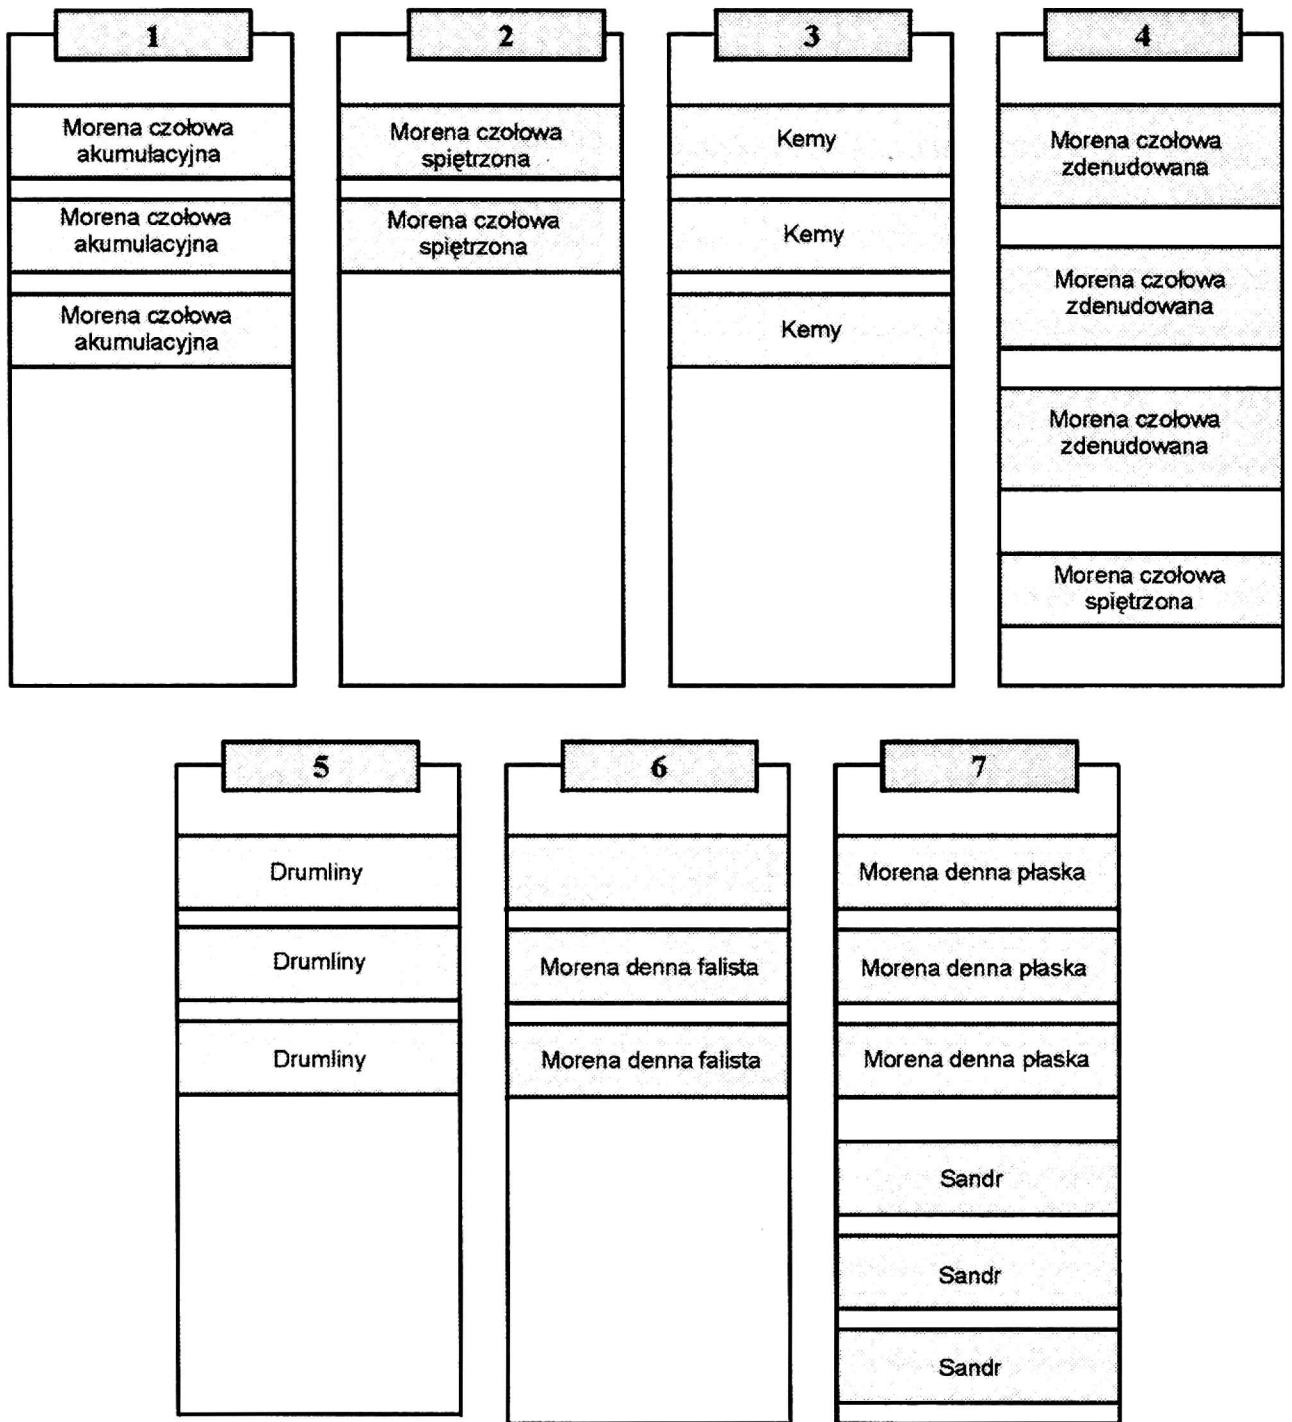 1
Morena czołowa
akumulacyjna
Morena czołowa
akumulacyjna
Morena czołowa
akumulacyjna
2
Morena czołowa
spiętrzona
Morena czołowa
spiętrzona
3
Kemy
Kemy
Kemy
4
Morena czołowa
zdenudowana
Morena czołowa
zdenudowana
Morena czołowa
zdenudowana
Morena czołowa
spiętrzona
5
Drumliny
Drumliny
Drumliny
6
Morena denna falista
Morena denna falista
7
Morena denna płaska
Morena denna płaska
Morena denna płaska
Sandr
Sandr
Sandr